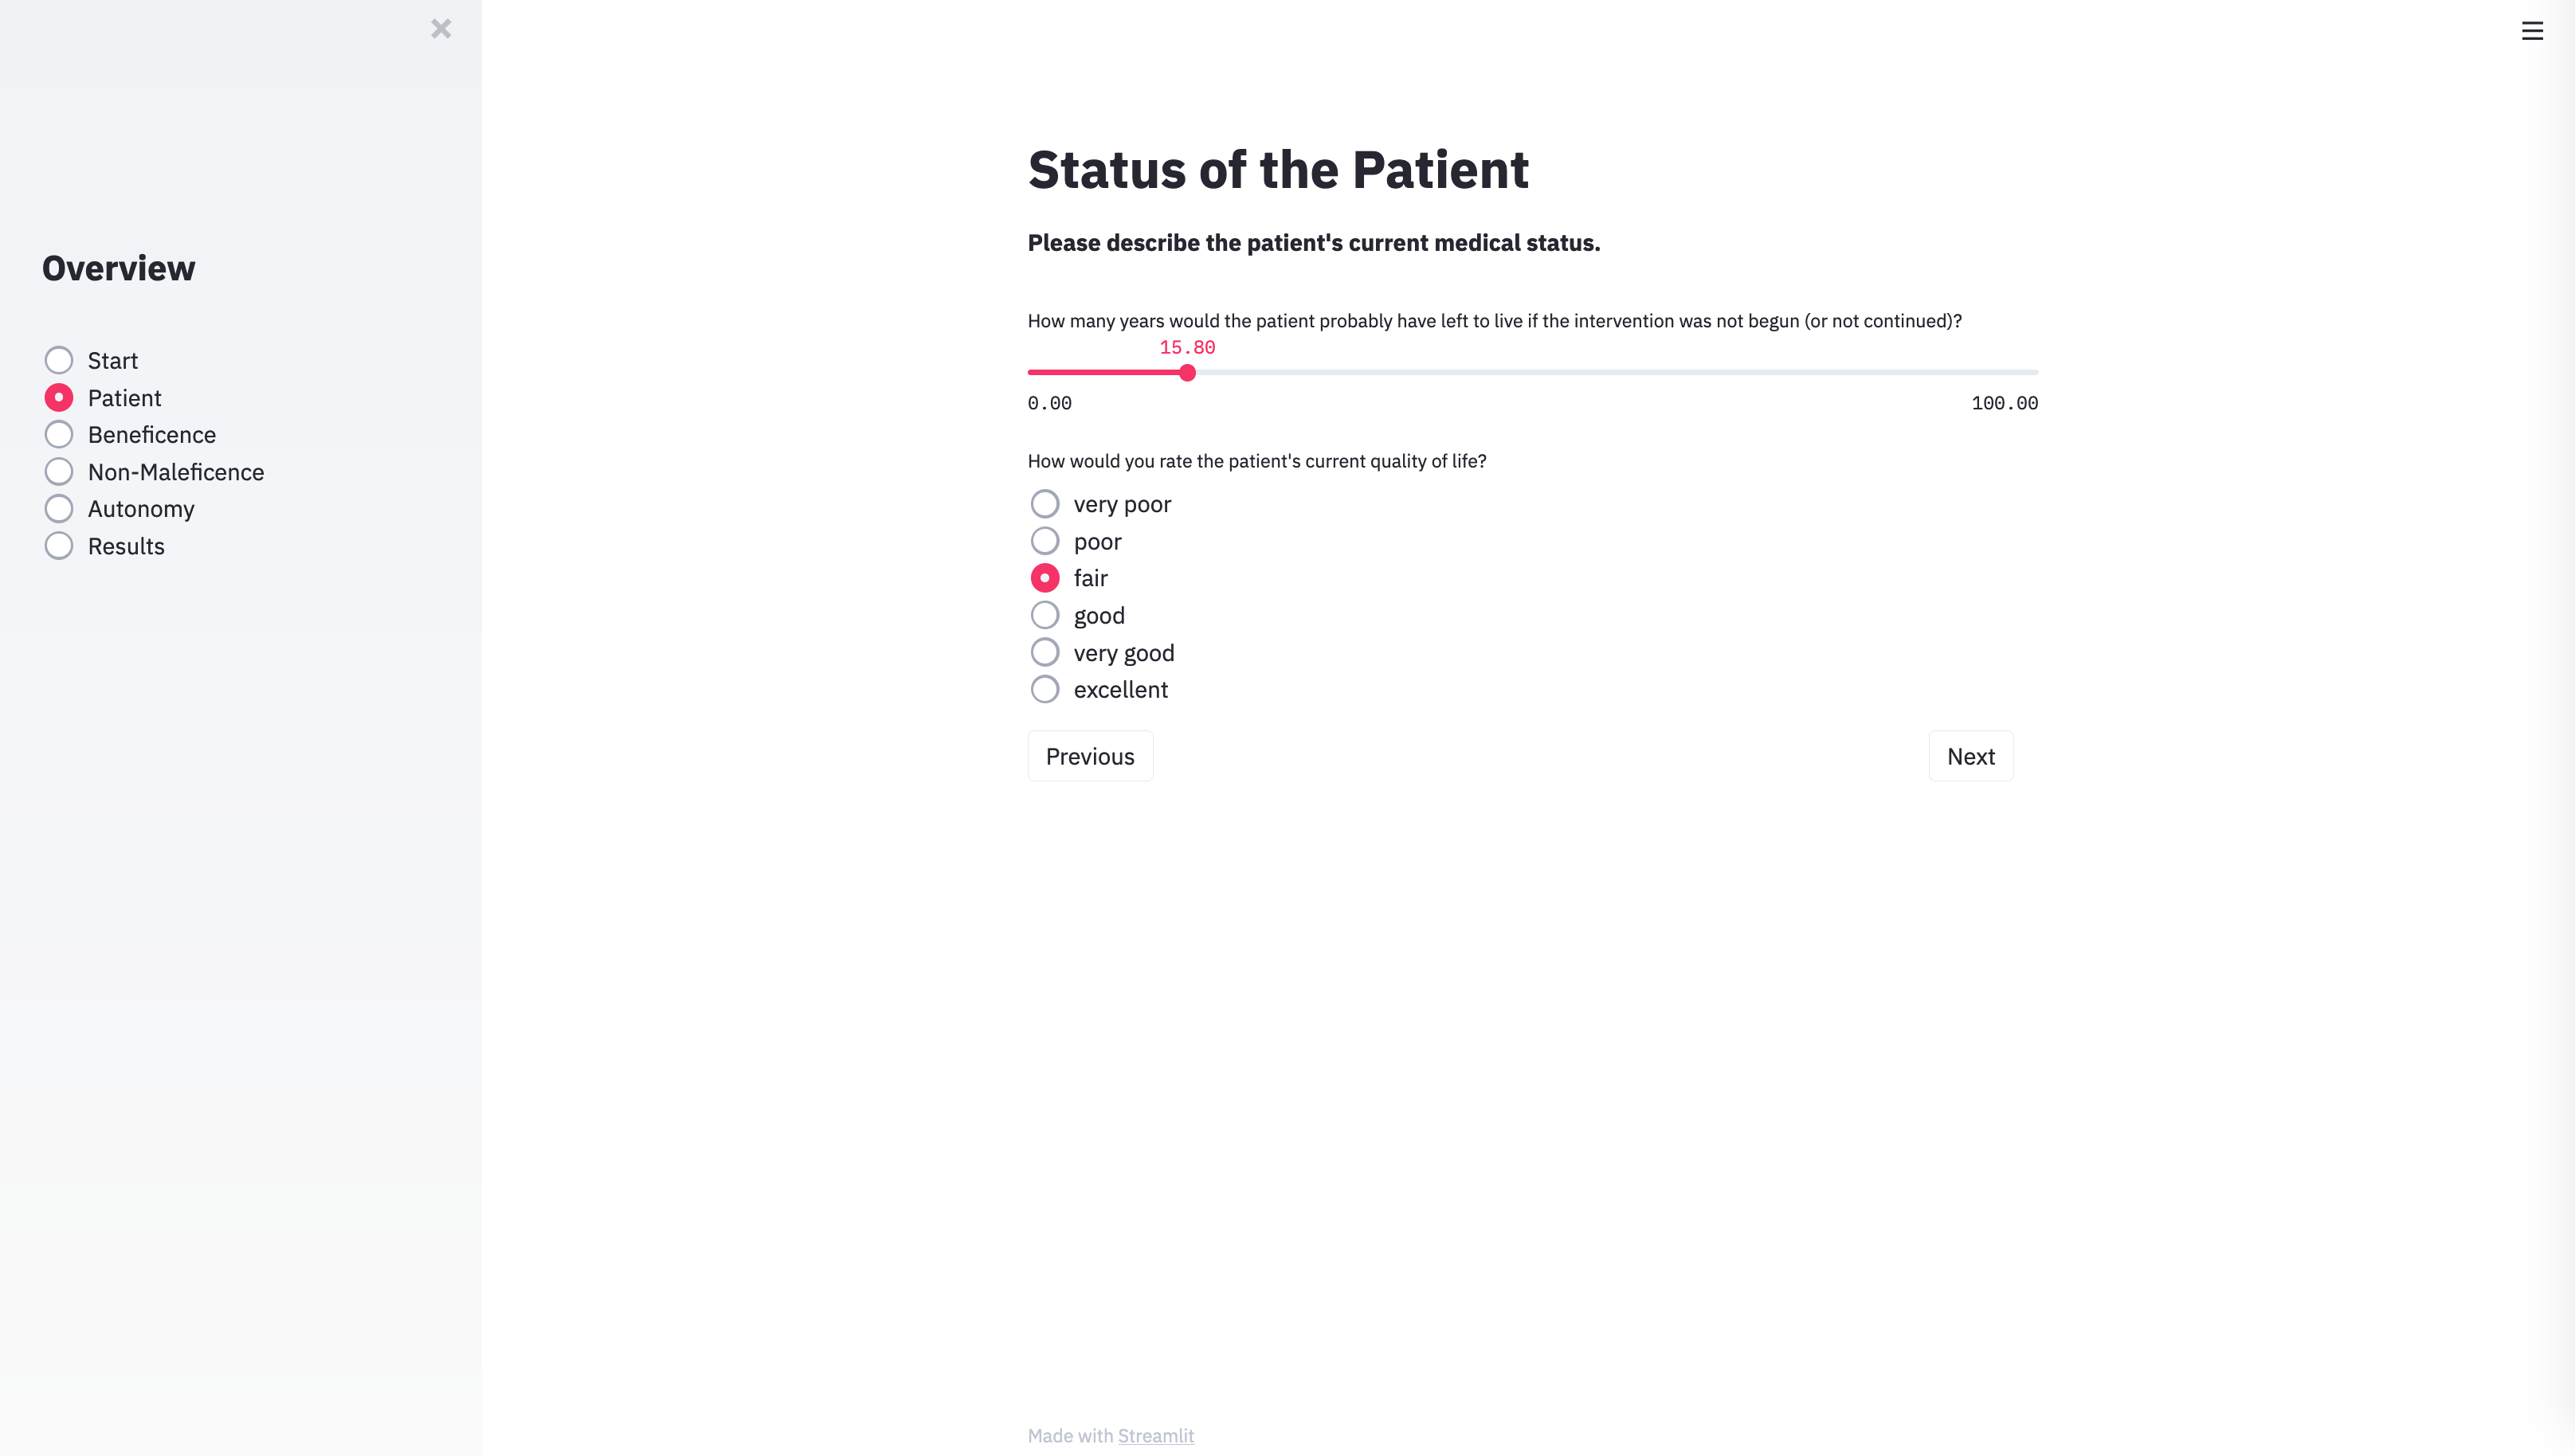 Overview
Start
Patient
Beneficence
Non-Maleficence
Autonomy
Results
Status of the Patient
Please describe the patient's current medical status.
How many years would the patient probably have left to live if the intervention was not begun (or not continued)?
15.80
0.00 100.00
How would you rate the patient's current quality of life?
very poor
poor
fair
good
very good
excellent
Previous Next
Made with Streamlit